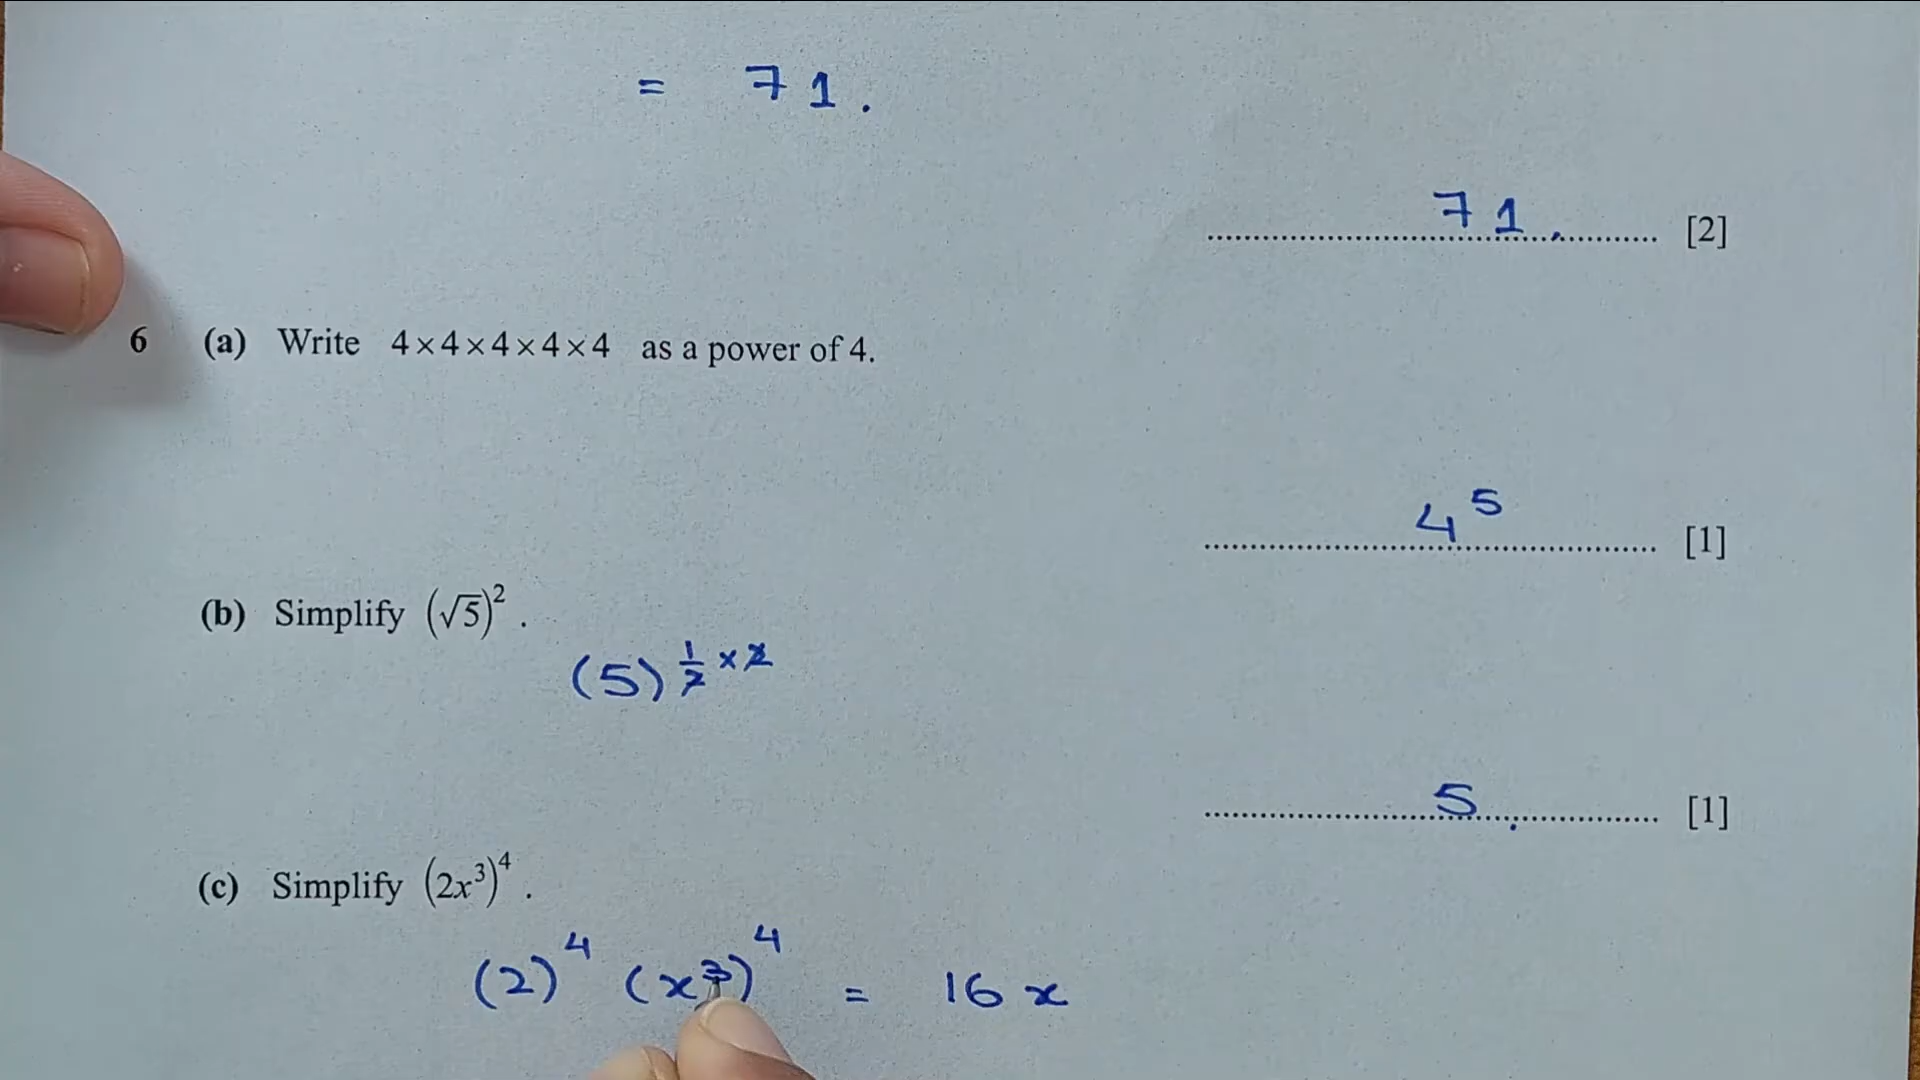 = 71.
71. [2]
6 (a) Write 4×4×4×4×4 as a power of 4.
4⁵ [1]
(b) Simplify (√5)².
(5)^½×2
5. [1]
(c) Simplify (2x³)⁴.
(2)⁴ (x³)⁴ = 16x